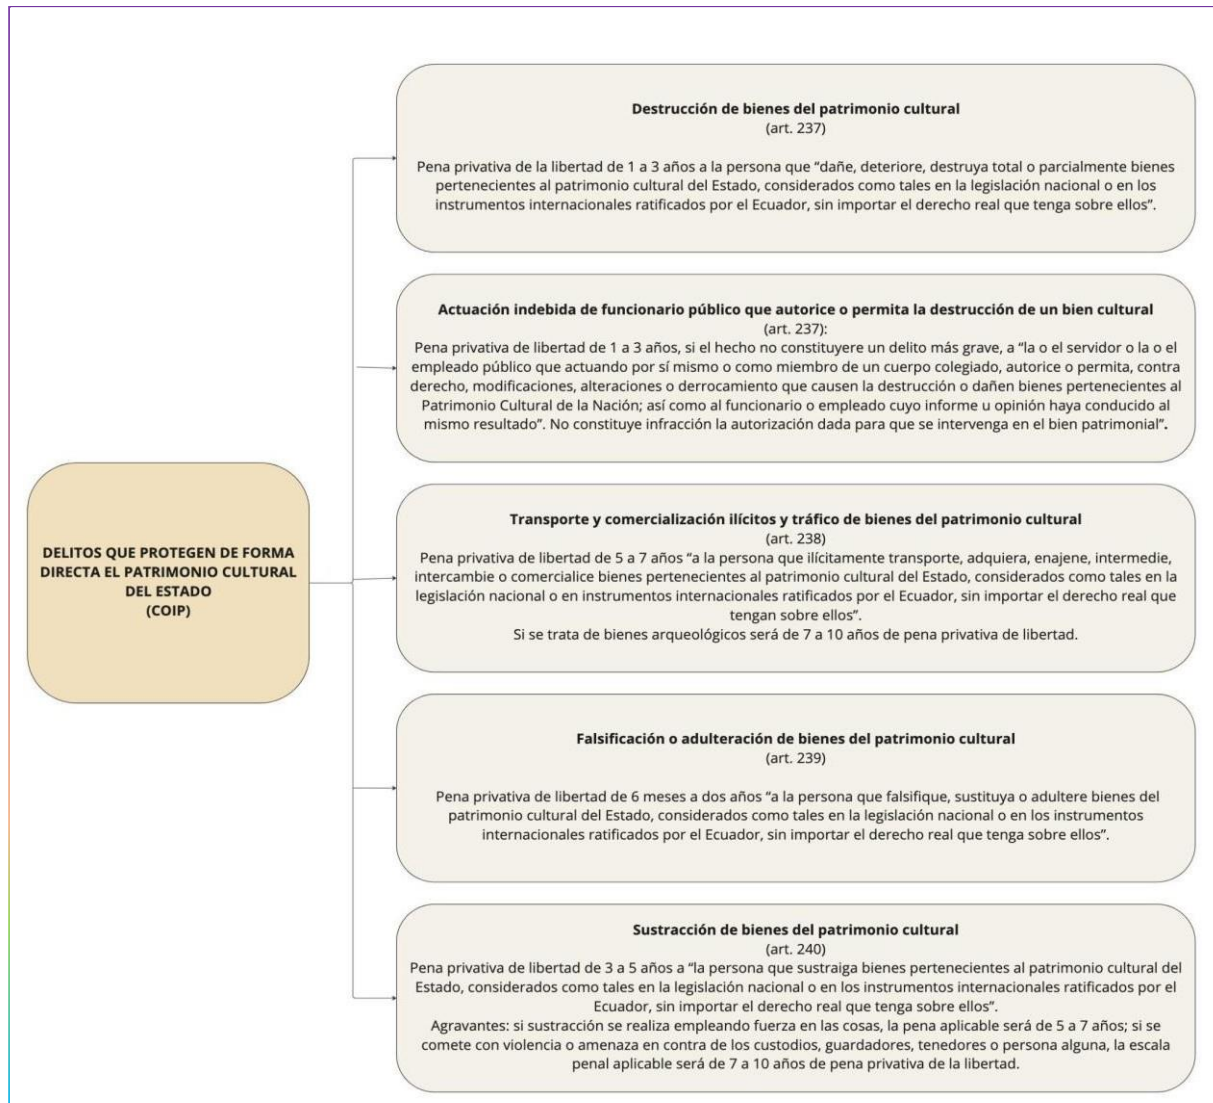 Destrucción de bienes del patrimonio cultural
(art. 237)
Pena privativa de la libertad de 1 a 3 años a la persona que “dañe, deteriore, destruya total o parcialmente bienes
pertenecientes al patrimonio cultural del Estado, considerados como tales en la legislación nacional o en los
instrumentos internacionales ratificados por el Ecuador, sin importar el derecho real que tenga sobre ellos”.
Actuación indebida de funcionario público que autorice o permita la destrucción de un bien cultural
(art. 237):
Pena privativa de libertad de 1 a 3 años, si el hecho no constituyere un delito más grave, a “la o el servidor o la o el
empleado público que actuando por sí mismo o como miembro de un cuerpo colegiado, autorice o permita, contra
derecho, modificaciones, alteraciones o derrocamiento que causen la destrucción o dañen bienes pertenecientes al
Patrimonio Cultural de la Nación; así como al funcionario o empleado cuyo informe u opinión haya conducido al
mismo resultado”. No constituye infracción la autorización dada para que se intervenga en el bien patrimonial”.
DELITOS QUE PROTEGEN DE FORMA
DIRECTA EL PATRIMONIO CULTURAL
DEL ESTADO
(COIP)
Transporte y comercialización ilícitos y tráfico de bienes del patrimonio cultural
(art. 238)
Pena privativa de libertad de 5 a 7 años “a la persona que ilícitamente transporte, adquiera, enajene, intermedie,
intercambie o comercialice bienes pertenecientes al patrimonio cultural del Estado, considerados como tales en la
legislación nacional o en instrumentos internacionales ratificados por el Ecuador, sin importar el derecho real que
tengan sobre ellos”.
Si se trata de bienes arqueológicos será de 7 a 10 años de pena privativa de libertad.
Falsificación o adulteración de bienes del patrimonio cultural
(art. 239)
Pena privativa de libertad de 6 meses a dos años “a la persona que falsifique, sustituya o adultere bienes del
patrimonio cultural del Estado, considerados como tales en la legislación nacional o en los instrumentos
internacionales ratificados por el Ecuador, sin importar el derecho real que tenga sobre ellos”.
Sustracción de bienes del patrimonio cultural
(art. 240)
Pena privativa de libertad de 3 a 5 años a “la persona que sustraiga bienes pertenecientes al patrimonio cultural del
Estado, considerados como tales en la legislación nacional o en los instrumentos internacionales ratificados por el
Ecuador, sin importar el derecho real que tenga sobre ellos”.
Agravantes: si sustracción se realiza empleando fuerza en las cosas, la pena aplicable será de 5 a 7 años; si se
comete con violencia o amenaza en contra de los custodios, guardadores, tenedores o persona alguna, la escala
penal aplicable será de 7 a 10 años de pena privativa de la libertad.